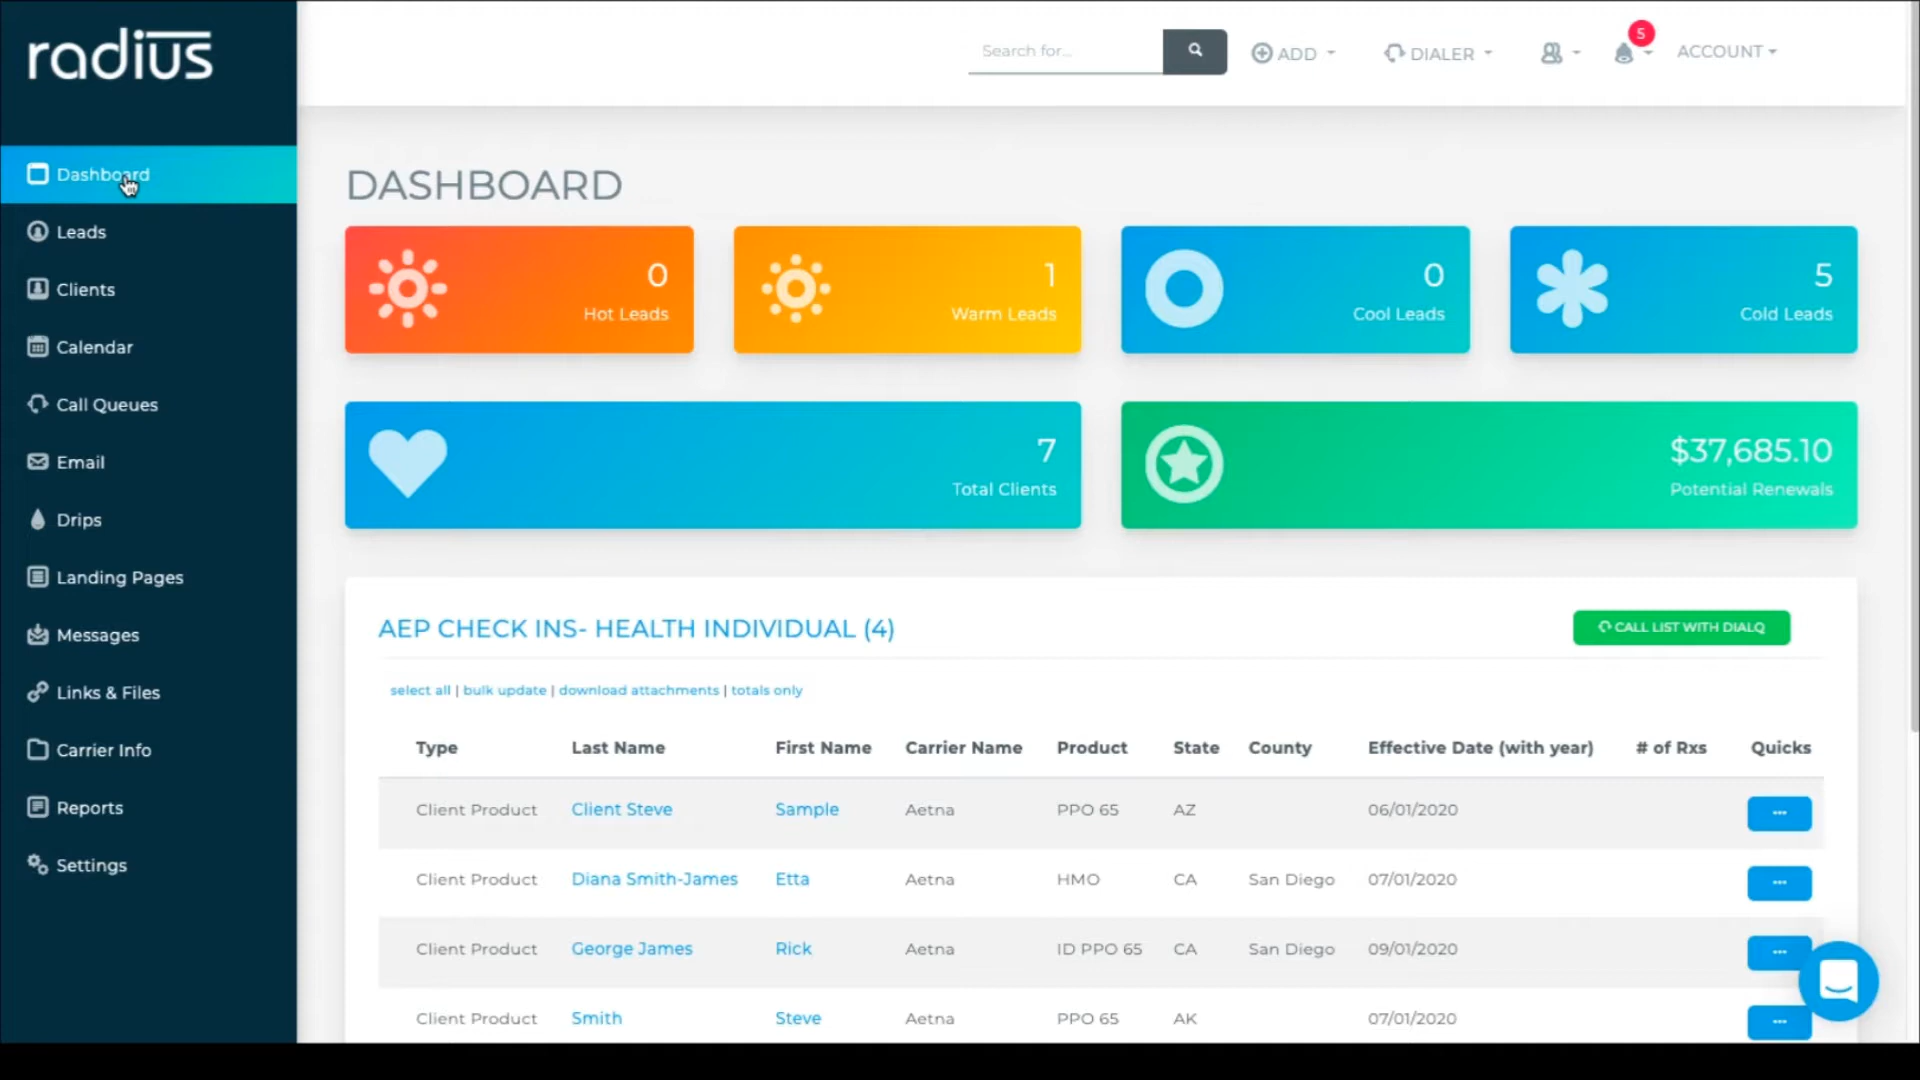 radius
Search for...
ADD
DIALER
5
ACCOUNT
Dashboard
Leads
Clients
Calendar
Call Queues
Email
Drips
Landing Pages
Messages
Links & Files
Carrier Info
Reports
Settings
DASHBOARD
0
Hot Leads
1
Warm Leads
0
Cool Leads
5
Cold Leads
7
Total Clients
$37,685.10
Potential Renewals
AEP CHECK INS- HEALTH INDIVIDUAL (4)
CALL LIST WITH DIALQ
select all | bulk update | download attachments | totals only
Type Last Name First Name Carrier Name Product State County Effective Date (with year) # of Rxs Quicks
Client Product Client Steve Sample Aetna PPO 65 AZ 06/01/2020 ...
Client Product Diana Smith-James Etta Aetna HMO CA San Diego 07/01/2020 ...
Client Product George James Rick Aetna ID PPO 65 CA San Diego 09/01/2020 ...
Client Product Smith Steve Aetna PPO 65 AK 07/01/2020 ...